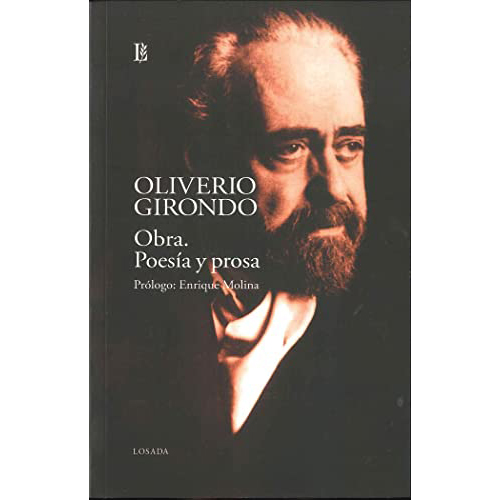 OLIVERIO
GIRONDO
Obra.
Poesía y prosa
Prólogo: Enrique Molina
LOSADA